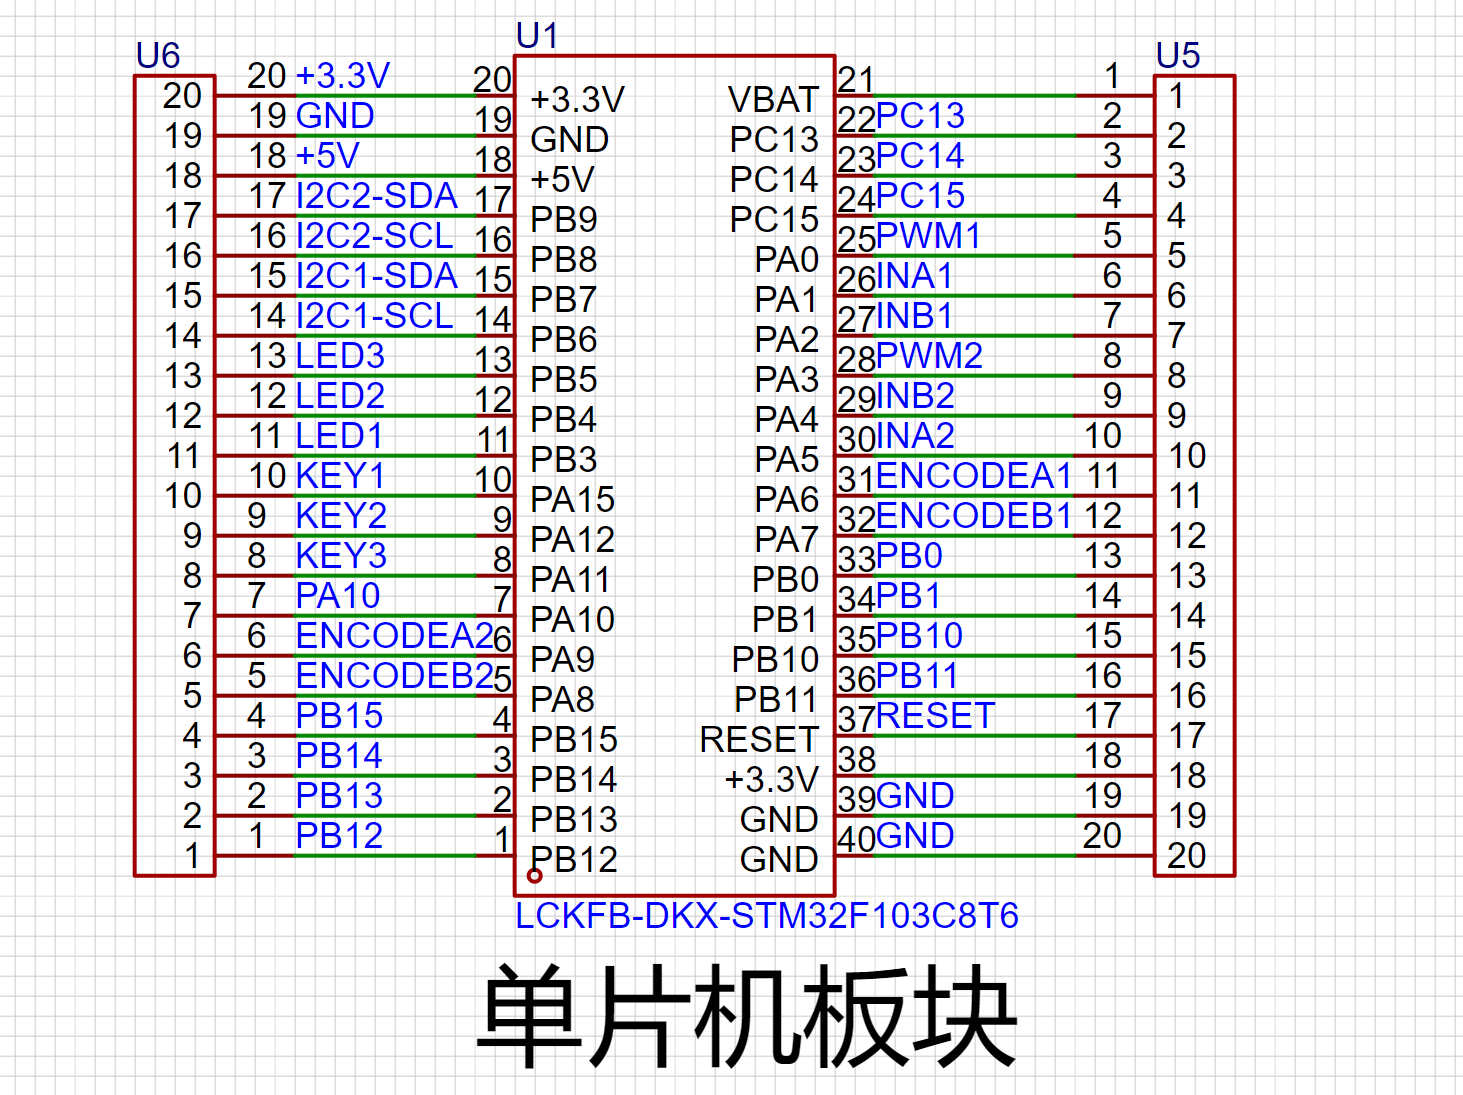 U1
U6 U5
20 20 +3.3V 20 +3.3V VBAT 21 1 1
19 19 GND 19 GND PC13 22 PC13 2 2
18 18 +5V 18 +5V PC14 23 PC14 3 3
17 17 I2C2-SDA 17 PB9 PC15 24 PC15 4 4
16 16 I2C2-SCL 16 PB8 PA0 25 PWM1 5 5
15 15 I2C1-SDA 15 PB7 PA1 26 INA1 6 6
14 14 I2C1-SCL 14 PB6 PA2 27 INB1 7 7
13 13 LED3 13 PB5 PA3 28 PWM2 8 8
12 12 LED2 12 PB4 PA4 29 INB2 9 9
11 11 LED1 11 PB3 PA5 30 INA2 10 10
10 10 KEY1 10 PA15 PA6 31 ENCODEA1 11 11
9 9 KEY2 9 PA12 PA7 32 ENCODEB1 12 12
8 8 KEY3 8 PA11 PB0 33 PB0 13 13
7 7 PA10 7 PA10 PB1 34 PB1 14 14
6 6 ENCODEA2 6 PA9 PB10 35 PB10 15 15
5 5 ENCODEB2 5 PA8 PB11 36 PB11 16 16
4 4 PB15 4 PB15 RESET 37 RESET 17 17
3 3 PB14 3 PB14 +3.3V 38 18 18
2 2 PB13 2 PB13 GND 39 GND 19 19
1 1 PB12 1 PB12 GND 40 GND 20 20
LCKFB-DKX-STM32F103C8T6
单片机板块